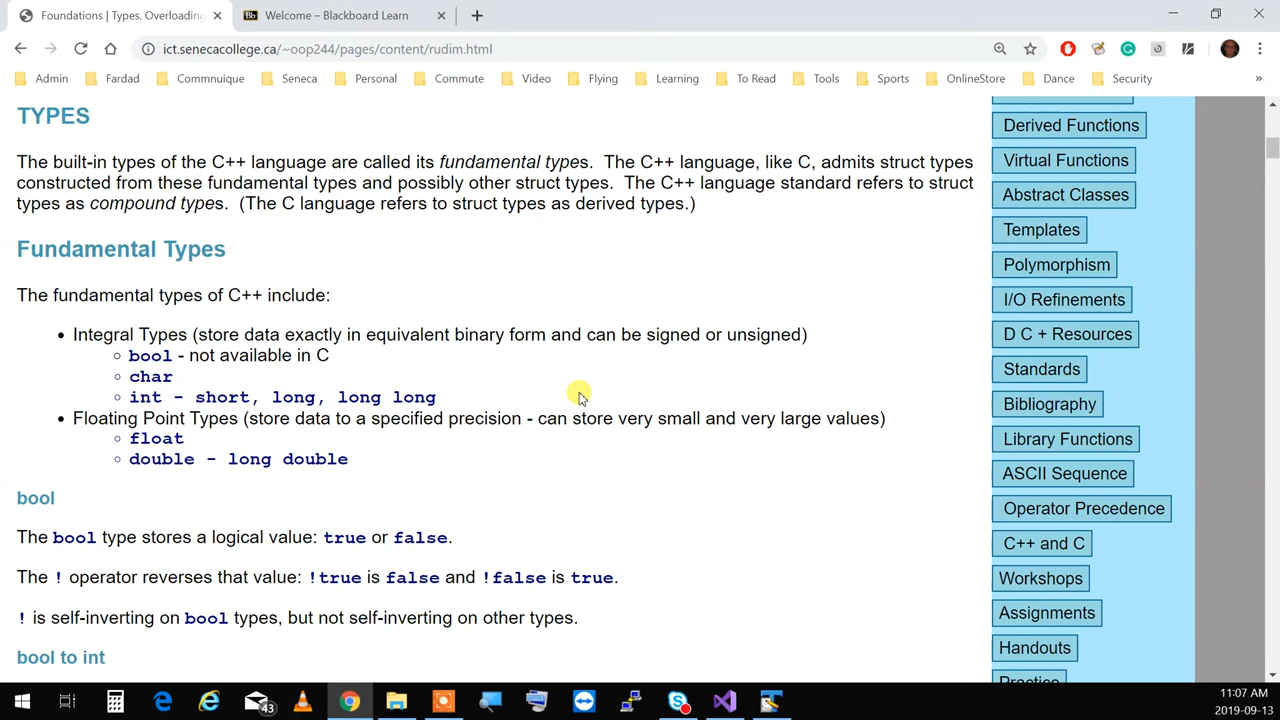 Foundations | Types, Overloading
Welcome – Blackboard Learn
ict.senecacollege.ca/~oop244/pages/content/rudim.html
Admin Fardad Commnuique Seneca Personal Commute Video Flying Learning To Read Tools Sports OnlineStore Dance Security »
TYPES
The built-in types of the C++ language are called its fundamental types. The C++ language, like C, admits struct types
constructed from these fundamental types and possibly other struct types. The C++ language standard refers to struct
types as compound types. (The C language refers to struct types as derived types.)
Fundamental Types
The fundamental types of C++ include:
• Integral Types (store data exactly in equivalent binary form and can be signed or unsigned)
○ bool - not available in C
○ char
○ int - short, long, long long
• Floating Point Types (store data to a specified precision - can store very small and very large values)
○ float
○ double - long double
bool
The bool type stores a logical value: true or false.
The ! operator reverses that value: !true is false and !false is true.
! is self-inverting on bool types, but not self-inverting on other types.
bool to int
Derived Functions
Virtual Functions
Abstract Classes
Templates
Polymorphism
I/O Refinements
D C + Resources
Standards
Bibliography
Library Functions
ASCII Sequence
Operator Precedence
C++ and C
Workshops
Assignments
Handouts
Practice
43
11:07 AM
2019-09-13